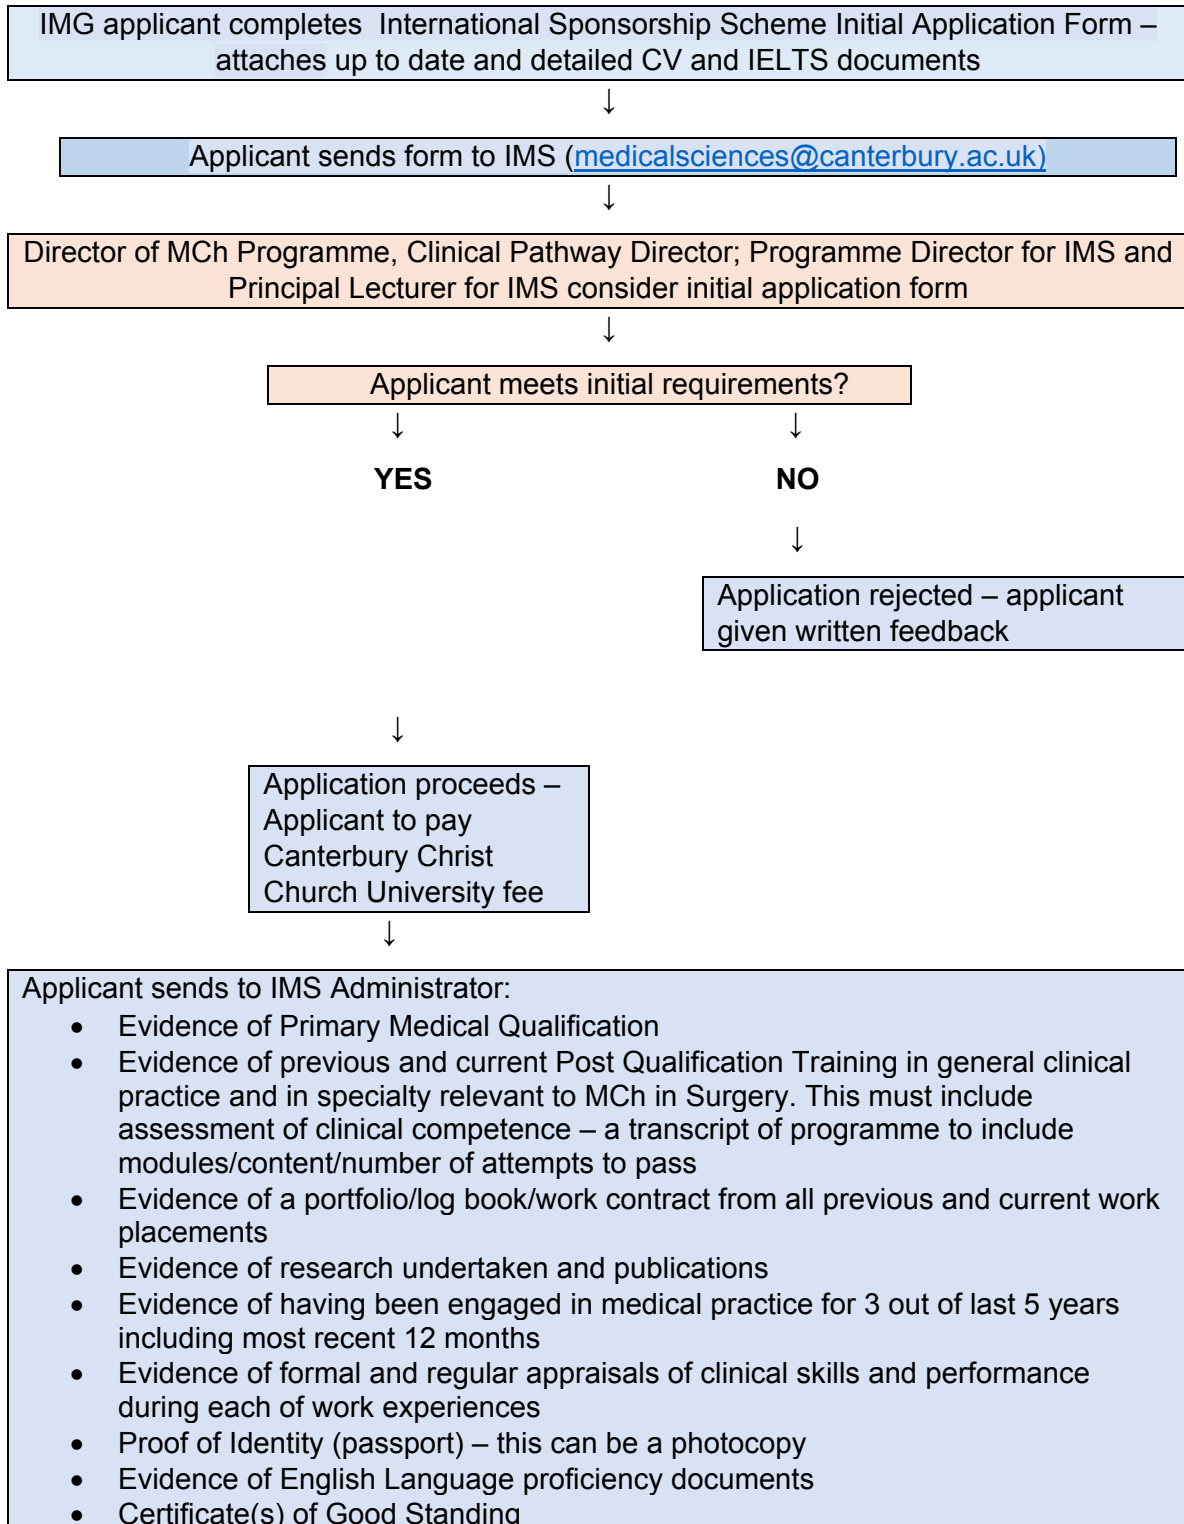 IMG applicant completes  International Sponsorship Scheme Initial Application Form –
attaches up to date and detailed CV and IELTS documents
↓
Applicant sends form to IMS (medicalsciences@canterbury.ac.uk)
↓
Director of MCh Programme, Clinical Pathway Director; Programme Director for IMS and
Principal Lecturer for IMS consider initial application form
↓
Applicant meets initial requirements?
↓ ↓
YES NO
↓
Application rejected – applicant
given written feedback
↓
Application proceeds –
Applicant to pay
Canterbury Christ
Church University fee
↓
Applicant sends to IMS Administrator:
• Evidence of Primary Medical Qualification
• Evidence of previous and current Post Qualification Training in general clinical
practice and in specialty relevant to MCh in Surgery. This must include
assessment of clinical competence – a transcript of programme to include
modules/content/number of attempts to pass
• Evidence of a portfolio/log book/work contract from all previous and current work
placements
• Evidence of research undertaken and publications
• Evidence of having been engaged in medical practice for 3 out of last 5 years
including most recent 12 months
• Evidence of formal and regular appraisals of clinical skills and performance
during each of work experiences
• Proof of Identity (passport) – this can be a photocopy
• Evidence of English Language proficiency documents
• Certificate(s) of Good Standing